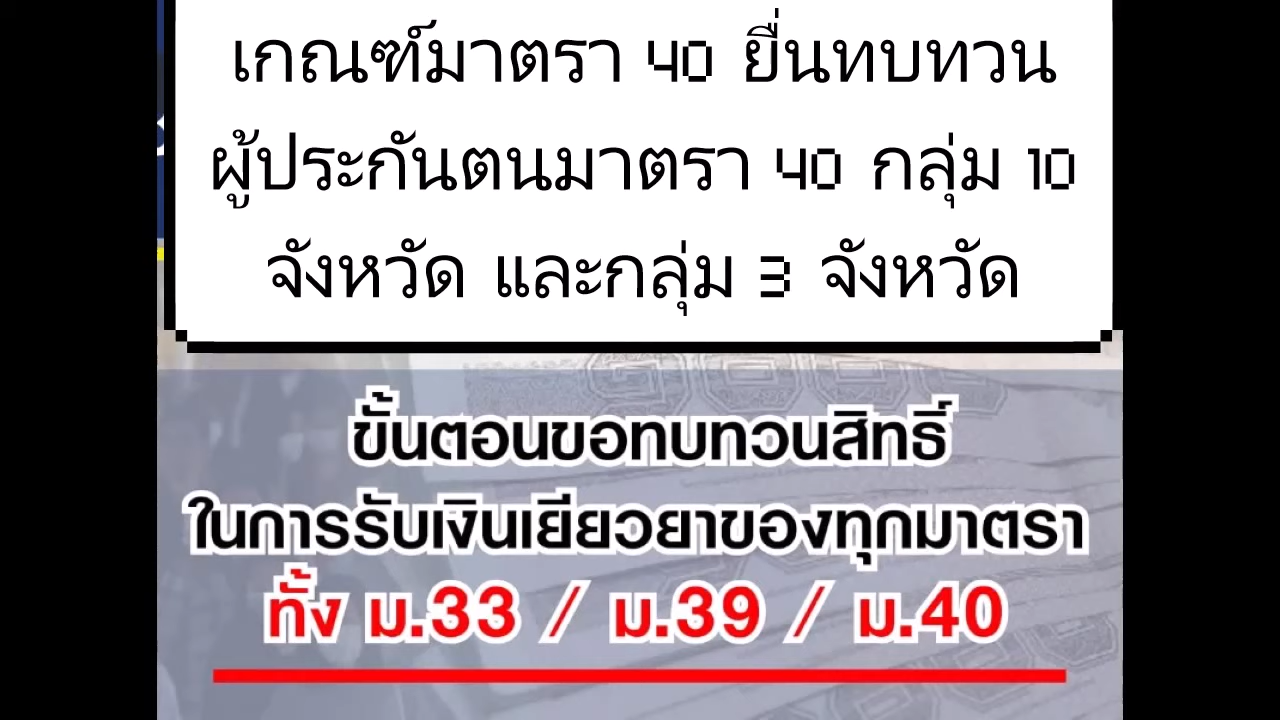 เกณฑ์มาตรา 40 ยื่นทบทวน
ผู้ประกันตนมาตรา 40 กลุ่ม 10
จังหวัด และกลุ่ม 3 จังหวัด
ขั้นตอนขอทบทวนสิทธิ์
ในการรับเงินเยียวยาของทุกมาตรา
ทั้ง ม.33 / ม.39 / ม.40